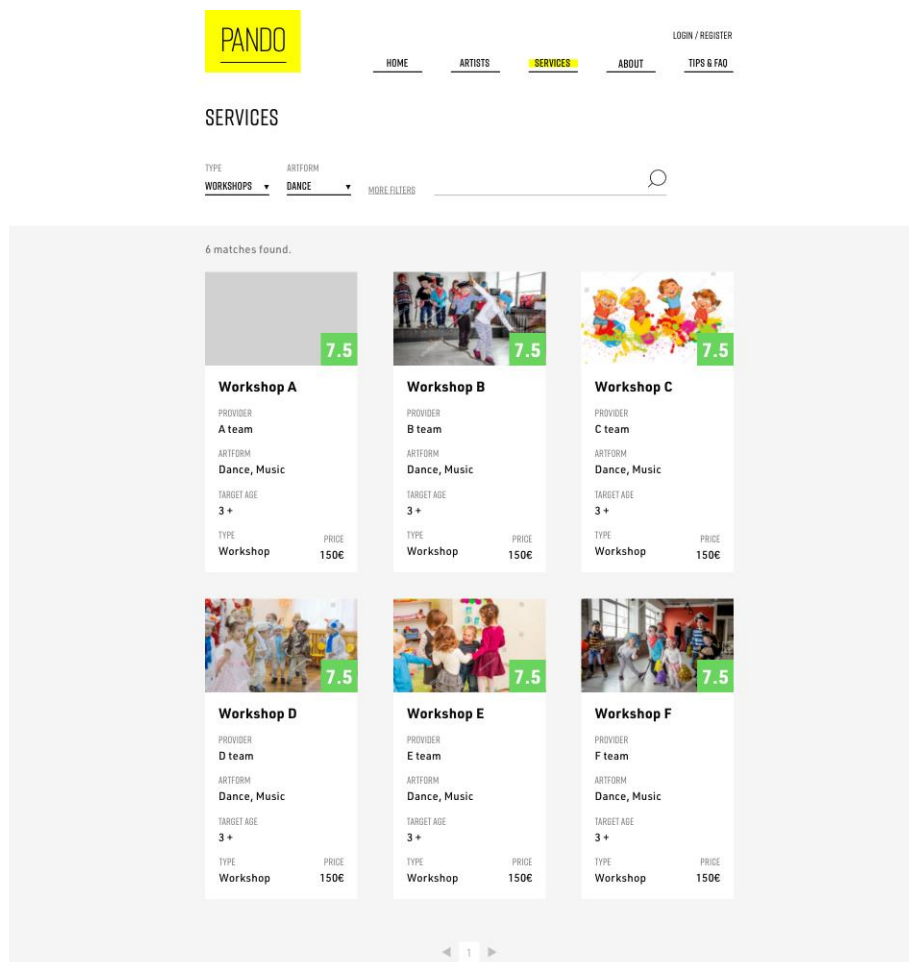 PANDO
LOGIN / REGISTER
HOME ARTISTS SERVICES ABOUT TIPS & FAQ
SERVICES
TYPE ARTFORM
WORKSHOPS ▼ DANCE ▼ MORE FILTERS
6 matches found.
7.5 7.5 7.5
Workshop A Workshop B Workshop C
PROVIDER PROVIDER PROVIDER
A team B team C team
ARTFORM ARTFORM ARTFORM
Dance, Music Dance, Music Dance, Music
TARGET AGE TARGET AGE TARGET AGE
3 + 3 + 3 +
TYPE PRICE TYPE PRICE TYPE PRICE
Workshop 150€ Workshop 150€ Workshop 150€
7.5 7.5 7.5
Workshop D Workshop E Workshop F
PROVIDER PROVIDER PROVIDER
D team E team F team
ARTFORM ARTFORM ARTFORM
Dance, Music Dance, Music Dance, Music
TARGET AGE TARGET AGE TARGET AGE
3 + 3 + 3 +
TYPE PRICE TYPE PRICE TYPE PRICE
Workshop 150€ Workshop 150€ Workshop 150€
◀ 1 ▶